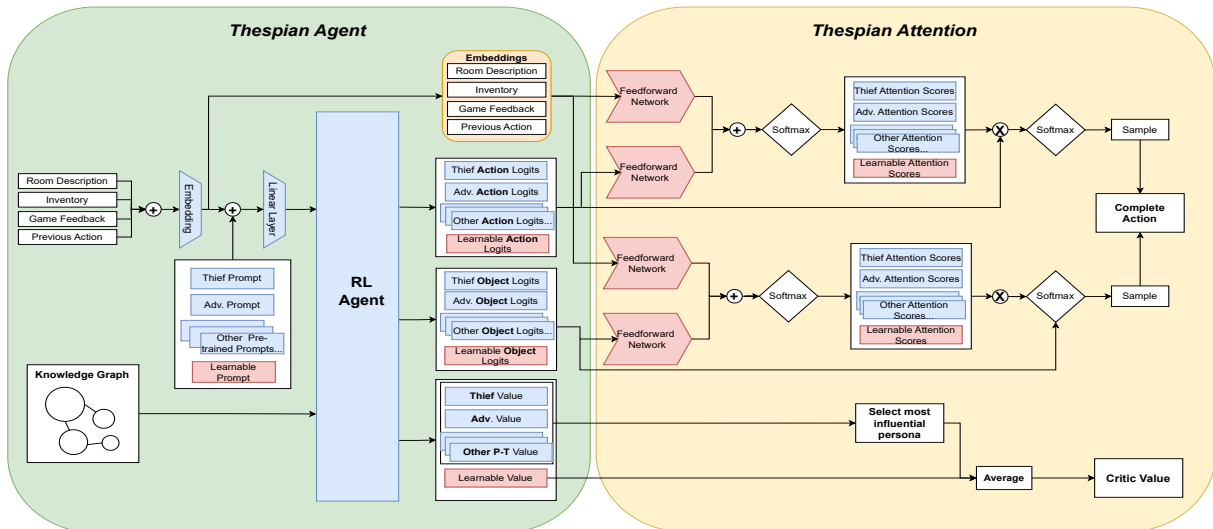 Thespian Agent
Thespian Attention
Embeddings
Room Description
Inventory
Game Feedback
Previous Action
Room Description
Inventory
Game Feedback
Previous Action
+
Embedding
+
Linear Layer
Thief Prompt
Adv. Prompt
Other Pre-
trained Prompts...
Learnable
Prompt
Knowledge Graph
RL
Agent
Thief Action Logits
Adv. Action Logits
Other Action Logits...
Learnable Action
Logits
Thief Object Logits
Adv. Object Logits
Other Object Logits...
Learnable Object
Logits
Thief Value
Adv. Value
Other P-T Value
Learnable Value
Feedforward
Network
Feedforward
Network
+
Softmax
Thief Attention Scores
Adv. Attention Scores
Other Attention
Scores...
Learnable Attention
Scores
X
Softmax
Sample
Complete
Action
Feedforward
Network
Feedforward
Network
+
Softmax
Thief Attention Scores
Adv. Attention Scores
Other Attention
Scores...
Learnable Attention
Scores
X
Softmax
Sample
Select most
influential
persona
Average
Critic Value